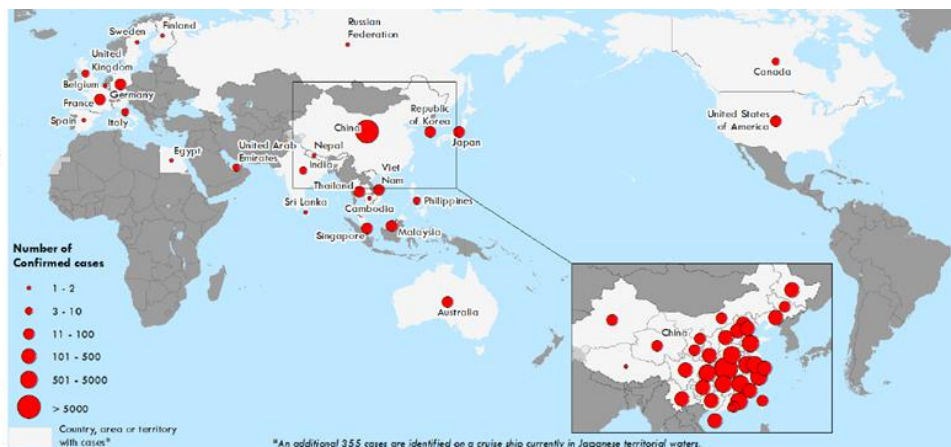 Finland
Sweden
Russian
Federation
United
Kingdom
Belgium
Germany
France
Spain
Italy
Canada
United States
of America
Republic
of Korea
China
Japan
Egypt
United Arab
Emirates
Nepal
India
Viet
Nam
Thailand
Sri Lanka
Cambodia
Philippines
Singapore
Malaysia
Australia
China
Number of
Confirmed cases
1 - 2
3 - 10
11 - 100
101 - 500
501 - 5000
> 5000
Country, area or territory
with cases*
*An additional 355 cases are identified on a cruise ship currently in Japanese territorial waters.